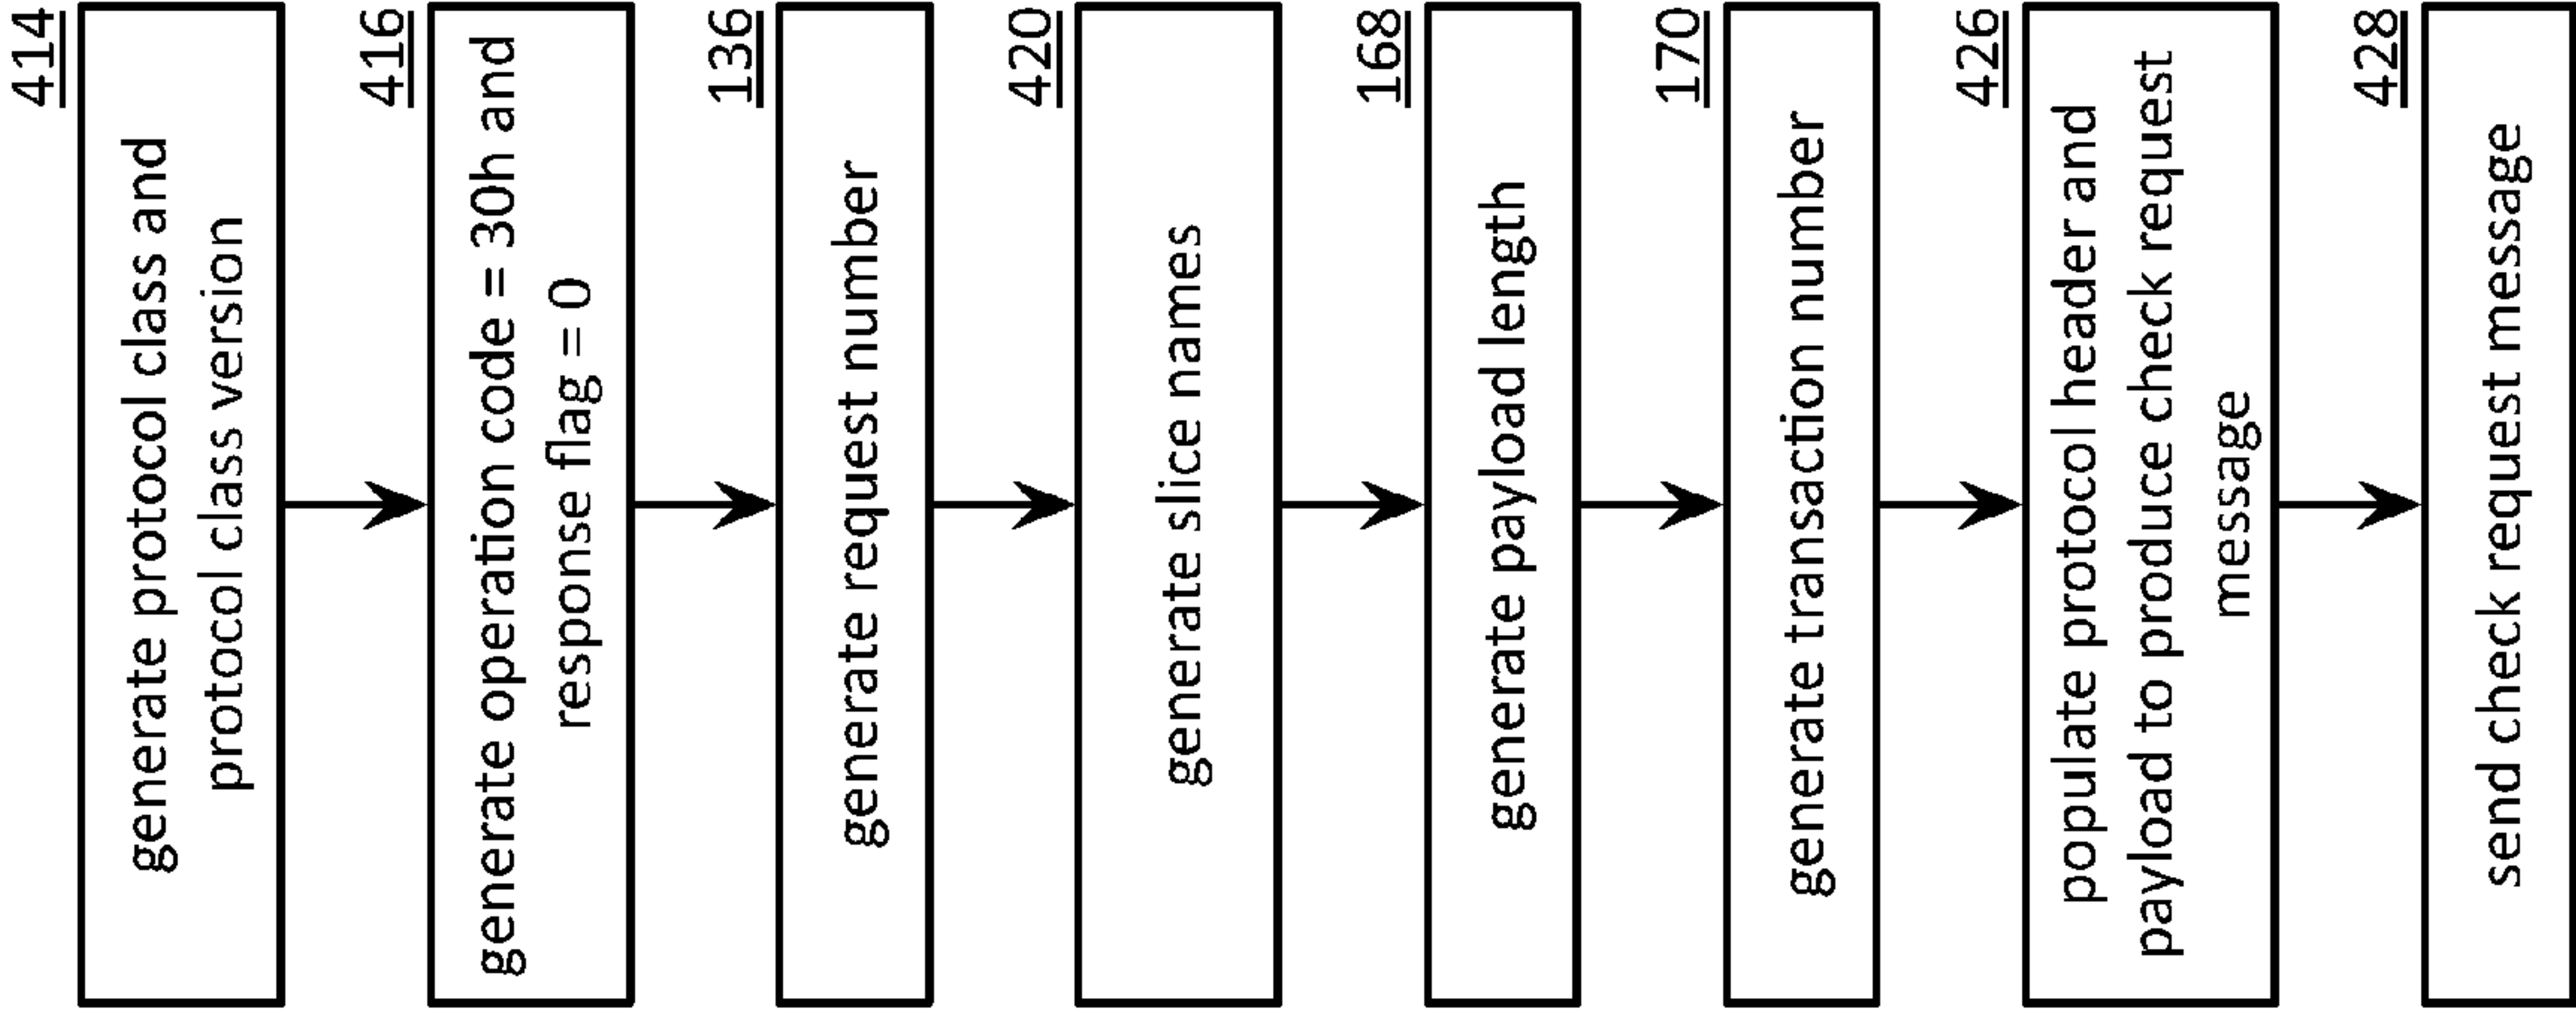 414
generate protocol class and
protocol class version
416
generate operation code = 30h and
response flag = 0
136
generate request number
420
generate slice names
168
generate payload length
170
generate transaction number
426
populate protocol header and
payload to produce check request
message
428
send check request message